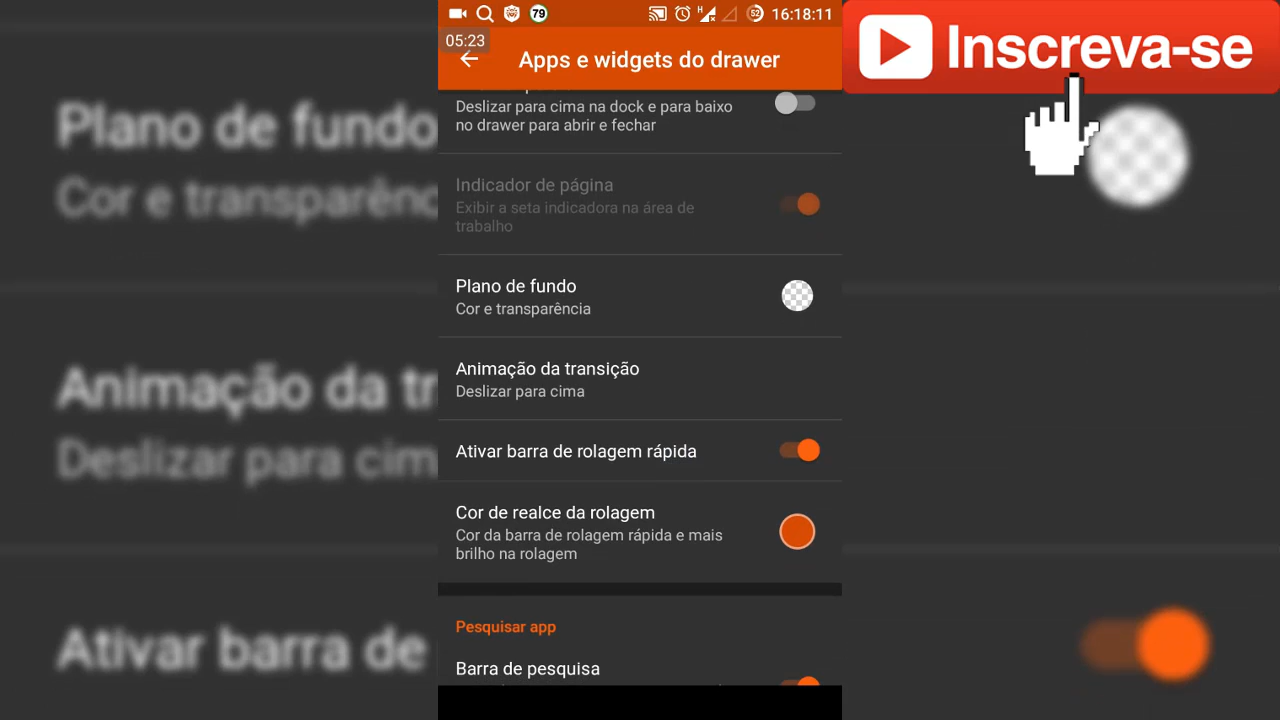 79
52
16:18:11
05:23
Apps e widgets do drawer
Inscreva-se
Deslizar para cima na dock e para baixo
no drawer para abrir e fechar
Indicador de página
Exibir a seta indicadora na área de
trabalho
Plano de fundo
Cor e transparência
Animação da transição
Deslizar para cima
Ativar barra de rolagem rápida
Cor de realce da rolagem
Cor da barra de rolagem rápida e mais
brilho na rolagem
Pesquisar app
Barra de pesquisa
Plano de fundo
Cor e transparênc
Animação da tr
Deslizar para cim
Ativar barra de